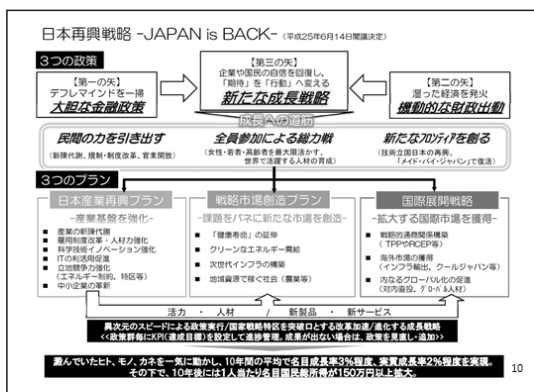 日本再興戦略 -JAPAN is BACK-（平成25年6月14日閣議決定）
３つの政策
【第一の矢】
デフレマインドを一掃
大胆な金融政策
【第三の矢】
企業や国民の自信を回復し、
「期待」を「行動」へ変える
新たな成長戦略
【第二の矢】
湿った経済を発火
機動的な財政出動
成長への道筋
民間の力を引き出す
（新陳代謝、規制・制度改革、官業開放）
全員参加による総力戦
（女性・若者・高齢者を最大限活かす、
世界で活躍する人材の育成）
新たなフロンティアを創る
（技術立国日本の再興、
「メイド・バイ・ジャパン」で復活）
３つのプラン
日本産業再興プラン
-産業基盤を強化-
■ 産業の新陳代謝
■ 雇用制度改革・人材力強化
■ 科学技術イノベーション強化
■ ITの利活用促進
■ 立地競争力強化
（エネルギー制約、特区等）
■ 中小企業の革新
戦略市場創造プラン
-課題をバネに新たな市場を創造-
■ 「健康寿命」の延伸
■ クリーンなエネルギー需給
■ 次世代インフラの構築
■ 地域資源で稼ぐ社会（農業等）
国際展開戦略
-拡大する国際市場を獲得-
■ 戦略的通商関係構築
（ TPPやRCEP等）
■ 海外市場の獲得
（インフラ輸出、クールジャパン等）
■ 内なるグローバル化の促進
（対内直投、グローバル人材）
活力 ・ 人材 / 新製品 ・ 新サービス
異次元のスピードによる政策実行/国家戦略特区を突破口とする改革加速/進化する成長戦略
<<政策群毎にKPI（達成目標）を設定して進捗管理。成果が出ない場合は、政策を見直し・追加>>
澱んでいたヒト、モノ、カネを一気に動かし、10年間の平均で名目成長率3％程度、実質成長率2％程度を実現。
その下で、10年後には1人当たり名目国民総所得が150万円以上拡大。
10